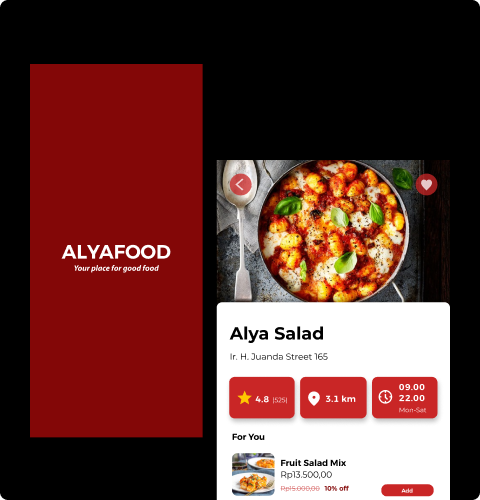 ALYAFOOD
Your place for good food
Alya Salad
Ir. H. Juanda Street 165
4.8 (525)
3.1 km
09.00
22.00
Mon-Sat
For You
Fruit Salad Mix
Rp13.500,00
Rp15.000,00 10% off
Add